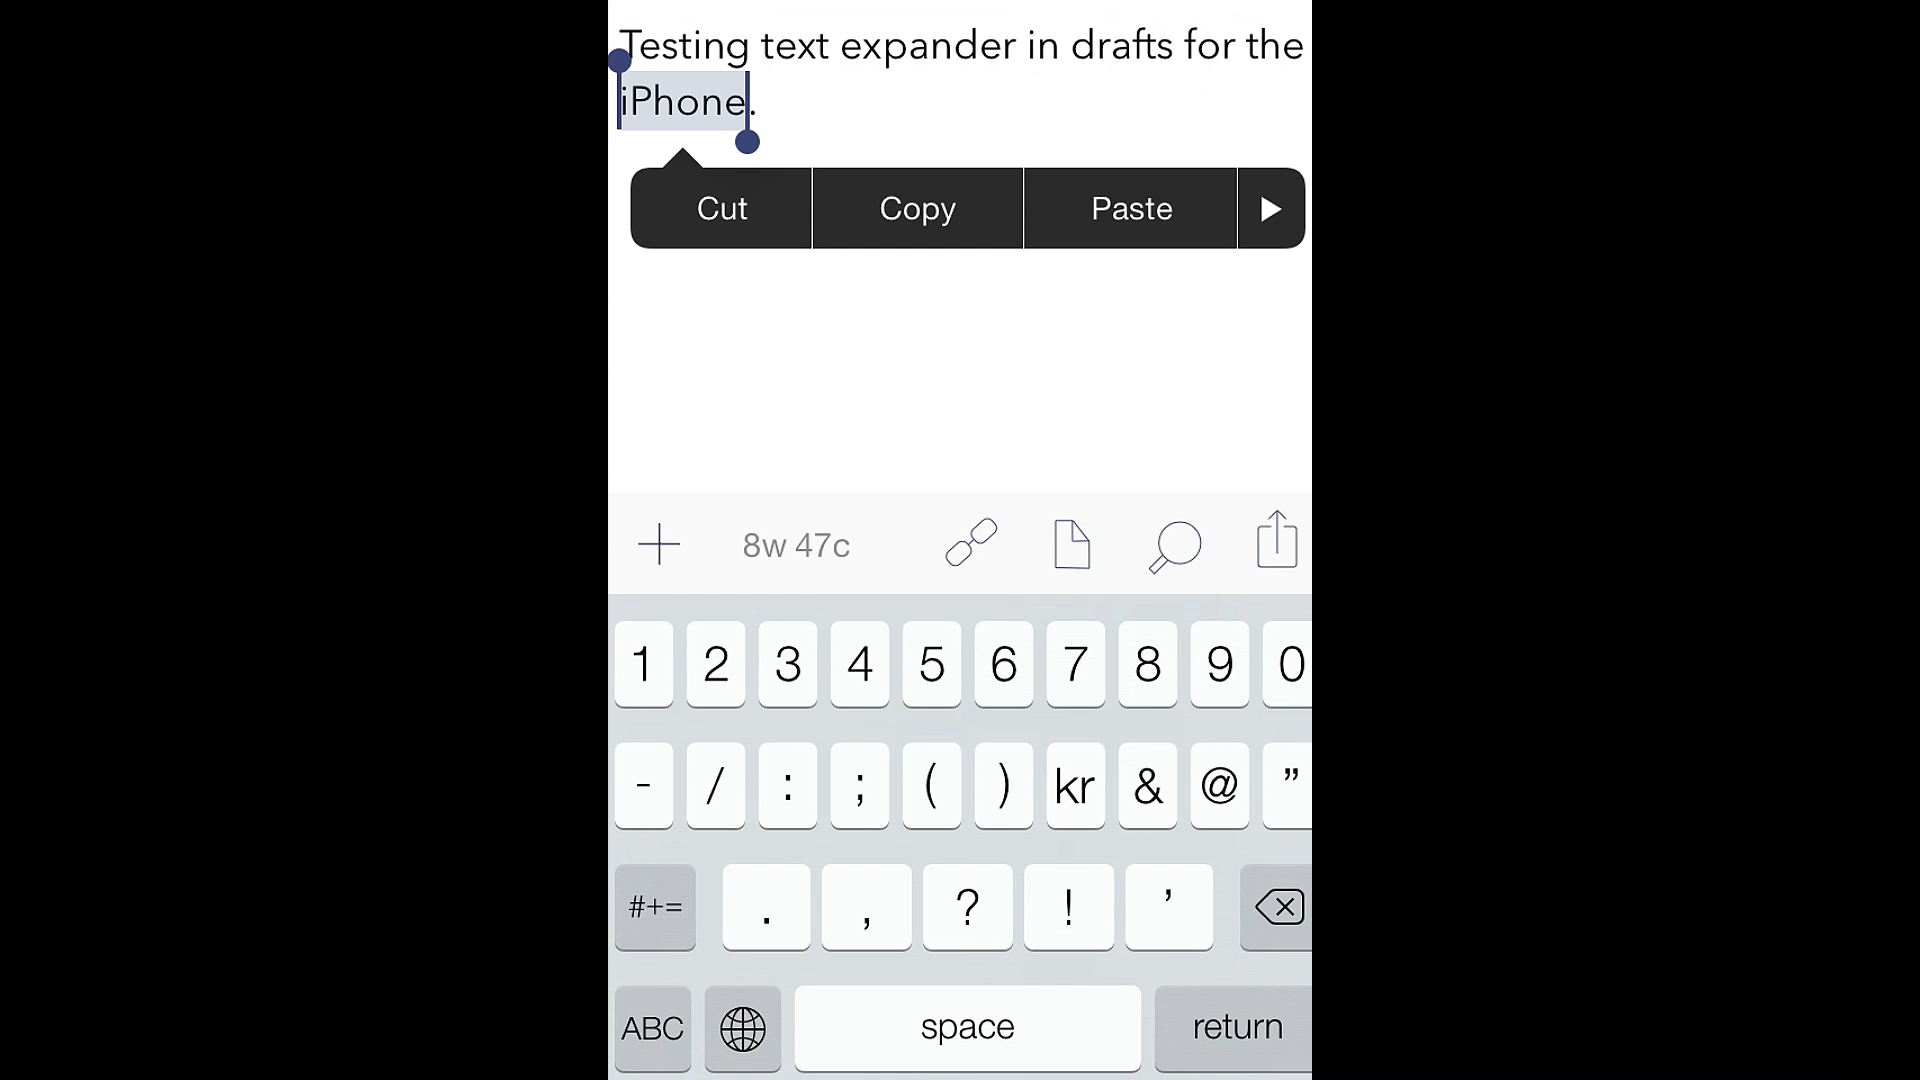 Testing text expander in drafts for the
iPhone.
Cut Copy Paste
8w 47c
1 2 3 4 5 6 7 8 9 0
- / : ; ( ) kr & @ ”
#+= . , ? ! ’
ABC space return